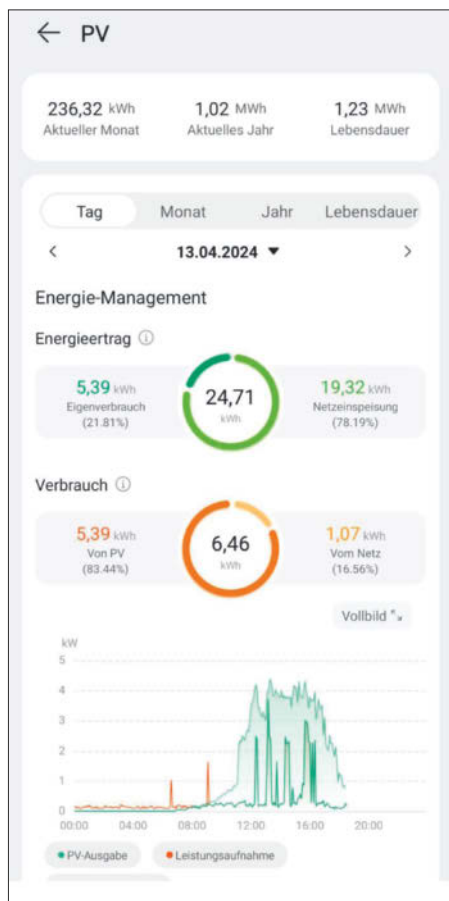 ← PV
236,32 kWh 1,02 MWh 1,23 MWh
Aktueller Monat Aktuelles Jahr Lebensdauer
Tag Monat Jahr Lebensdauer
< 13.04.2024 ▼ >
Energie-Management
Energieertrag ⓘ
5,39 kWh
Eigenverbrauch
(21.81%)
24,71
kWh
19,32 kWh
Netzeinspeisung
(78.19%)
Verbrauch ⓘ
5,39 kWh
Von PV
(83.44%)
6,46
kWh
1,07 kWh
Vom Netz
(16.56%)
Vollbild
kW
5
4
3
2
1
0
00:00 04:00 08:00 12:00 16:00 20:00
PV-Ausgabe Leistungsaufnahme